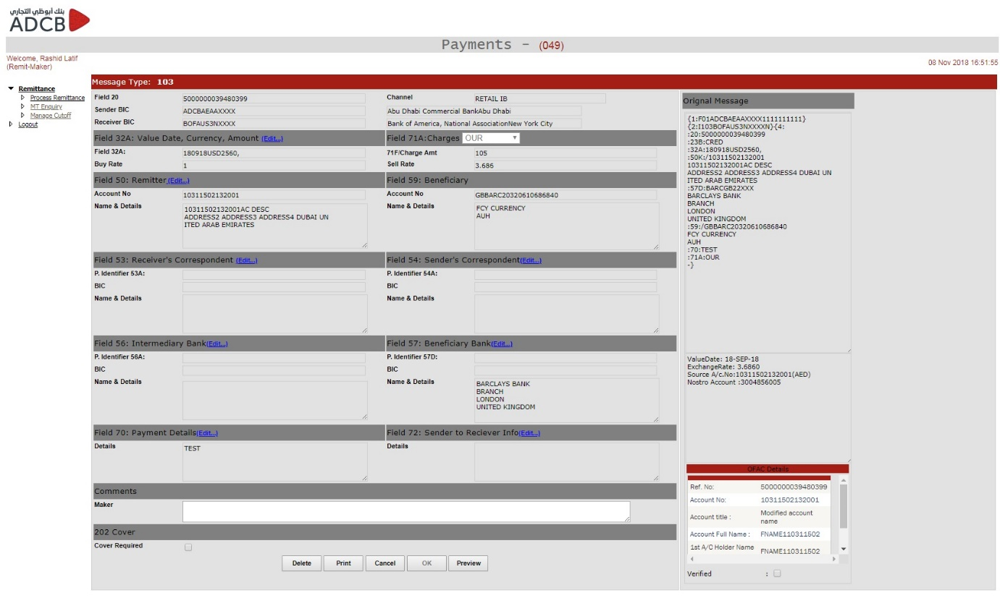 بنك أبوظبي التجاري
ADCB
Payments - (049)
Welcome, Rashid Latif
(Remit-Maker)
08 Nov 2018 16:51:55
Remittance
Process Remittance
MT Enquiry
Manage Cutoff
Logout
Message Type: 103
Field 20 5000000039480399 Channel RETAIL IB
Sender BIC ADCBAEAAXXXX Abu Dhabi Commercial BankAbu Dhabi
Receiver BIC BOFAUS3NXXXX Bank of America, National AssociationNew York City
Field 32A: Value Date, Currency, Amount (Edit...) Field 71A:Charges OUR
Field 32A: 180918USD2560, 71F/Charge Amt 105
Buy Rate 1 Sell Rate 3.686
Field 50: Remitter (Edit...) Field 59: Beneficiary
Account No 10311502132001 Account No GBBARC20320610686840
Name & Details 10311502132001AC DESC
ADDRESS2 ADDRESS3 ADDRESS4 DUBAI UN
ITED ARAB EMIRATES
Name & Details FCY CURRENCY
AUH
Field 53: Receiver's Correspondent (Edit...) Field 54: Sender's Correspondent(Edit...)
P. Identifier 53A: P. Identifier 54A:
BIC BIC
Name & Details Name & Details
Field 56: Intermediary Bank(Edit...) Field 57: Beneficiary Bank(Edit...)
P. Identifier 56A: P. Identifier 57D:
BIC BIC
Name & Details Name & Details BARCLAYS BANK
BRANCH
LONDON
UNITED KINGDOM
Field 70: Payment Details(Edit...) Field 72: Sender to Reciever Info(Edit...)
Details TEST Details
Comments
Maker
202 Cover
Cover Required
Delete Print Cancel OK Preview
Orignal Message
{1:F01ADCBAEAAXXXX1111111111}
{2:I103BOFAUS3NXXXXN}{4:
:20:5000000039480399
:23B:CRED
:32A:180918USD2560,
:50K:/10311502132001
10311502132001AC DESC
ADDRESS2 ADDRESS3 ADDRESS4 DUBAI UN
ITED ARAB EMIRATES
:57D:BARCGB22XXX
BARCLAYS BANK
BRANCH
LONDON
UNITED KINGDOM
:59:/GBBARC20320610686840
FCY CURRENCY
AUH
:70:TEST
:71A:OUR
-}
ValueDate: 18-SEP-18
ExchangeRate: 3.6860
Source A/c.No:10311502132001(AED)
Nostro Account :3004856005
OFAC Details
Ref. No: 5000000039480399
Account No: 10311502132001
Account title : Modified account
name
Account Full Name : FNAME110311502
1st A/C Holder Name FNAME110311502
Verified :